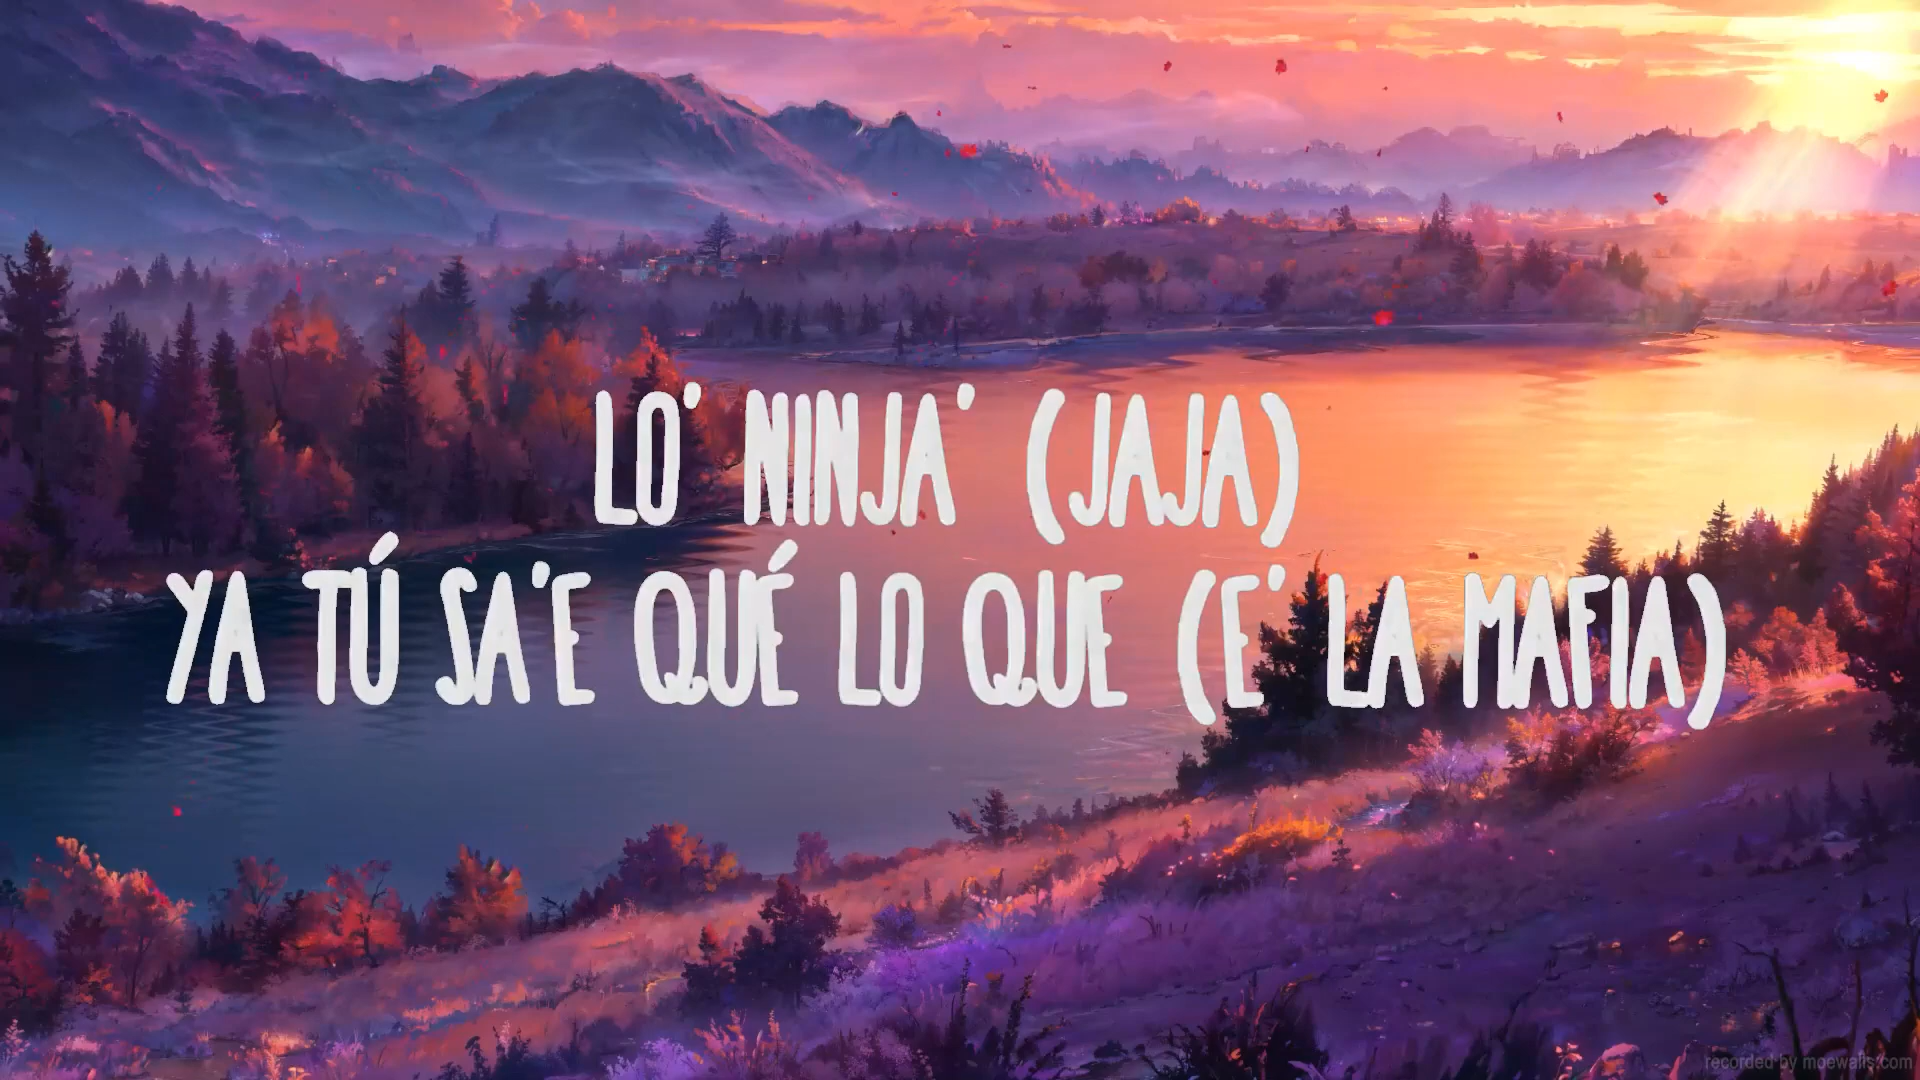 LO' NINJA' (JAJA)
YA TÚ SA'E QUÉ LO QUE (E' LA MAFIA)
recorded by moewalls.com